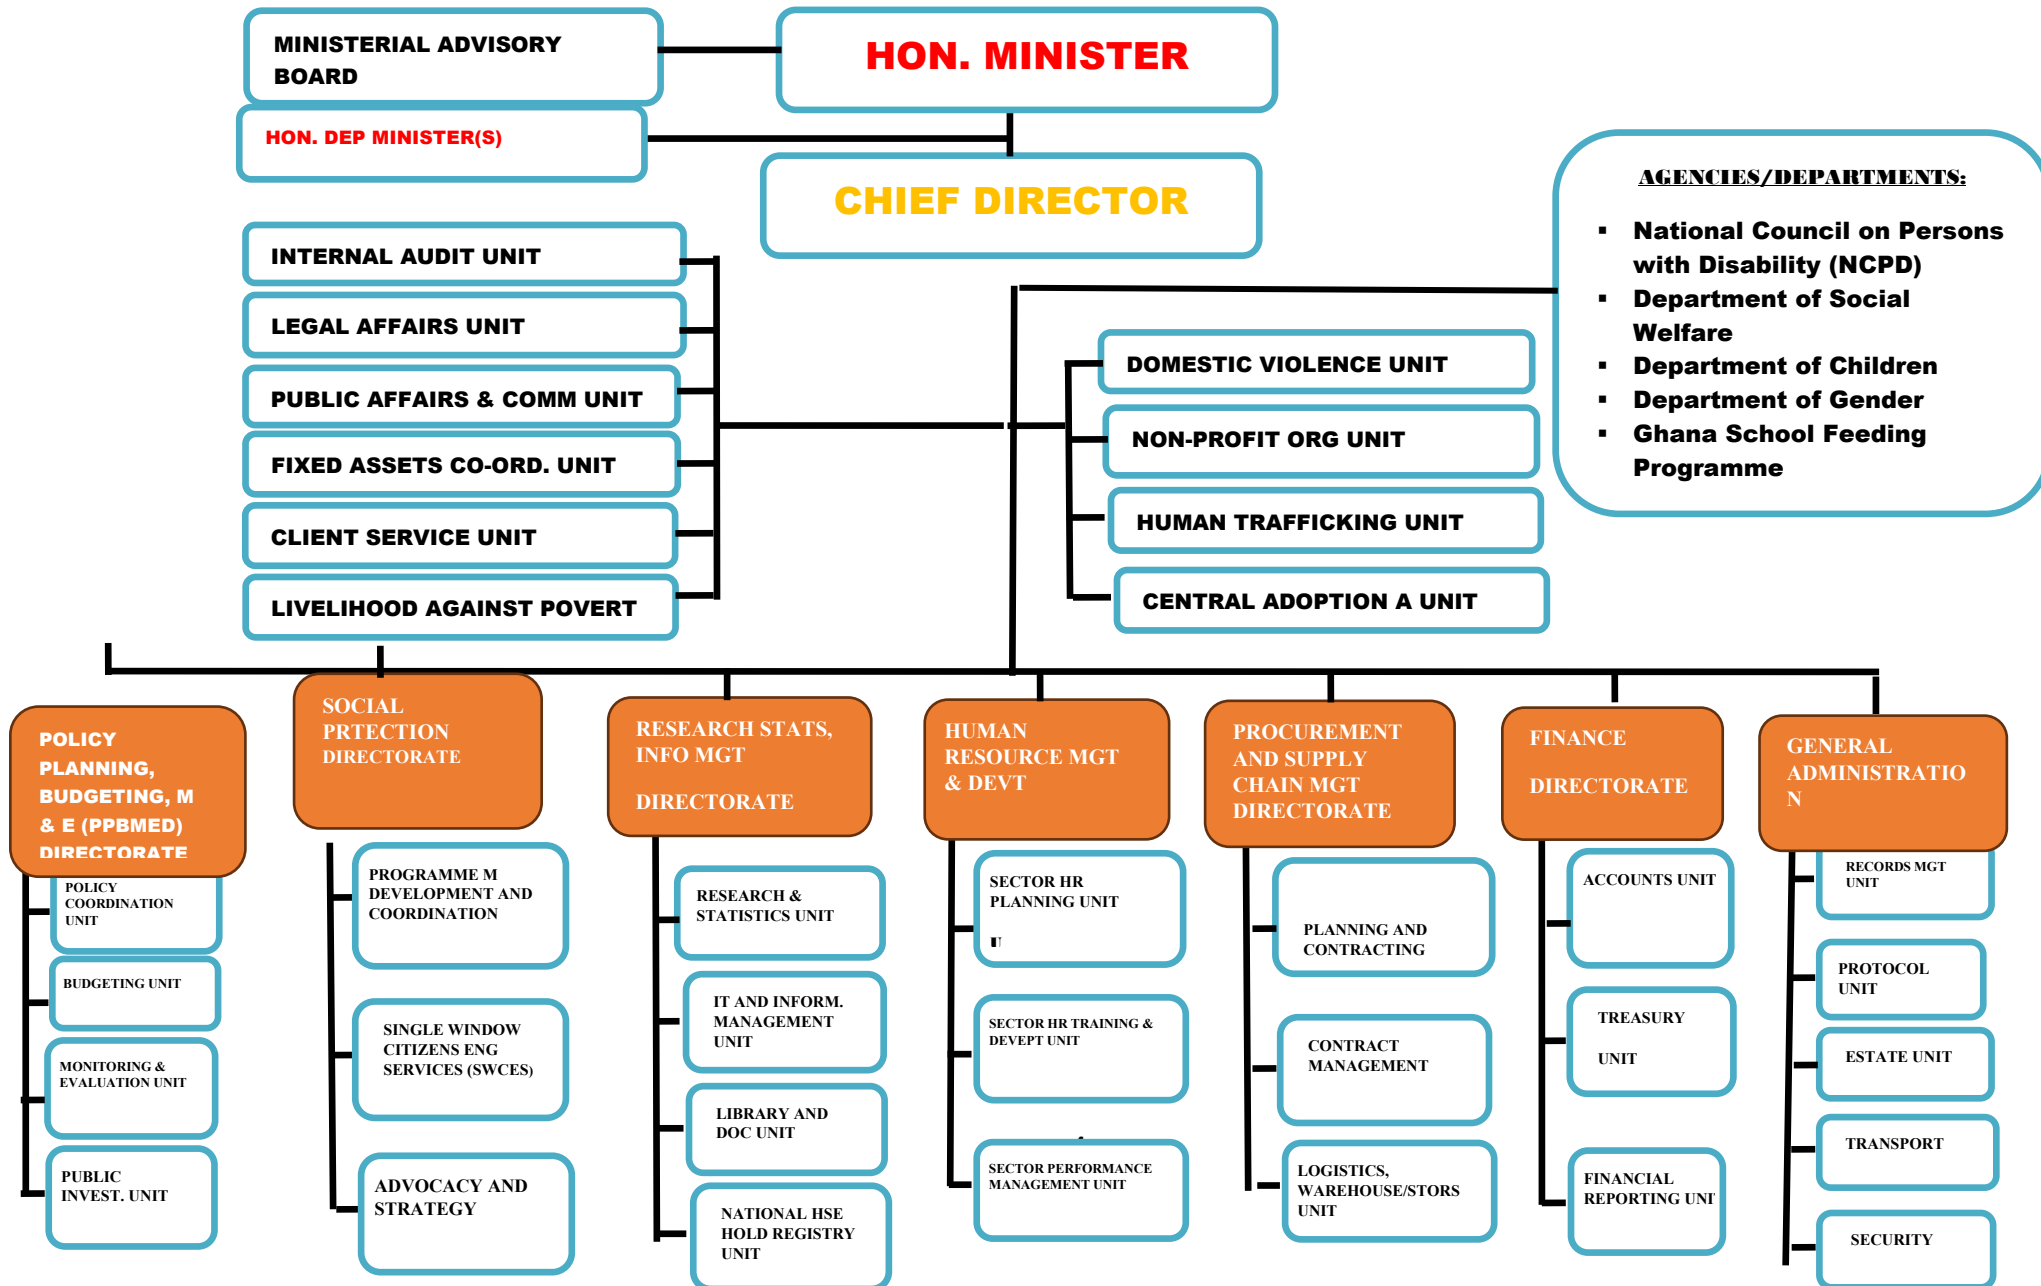 MINISTERIAL ADVISORY
BOARD
HON. MINISTER
HON. DEP MINISTER(S)
CHIEF DIRECTOR
AGENCIES/DEPARTMENTS:
▪ National Council on Persons
with Disability (NCPD)
▪ Department of Social
Welfare
▪ Department of Children
▪ Department of Gender
▪ Ghana School Feeding
Programme
INTERNAL AUDIT UNIT
LEGAL AFFAIRS UNIT
PUBLIC AFFAIRS & COMM UNIT
FIXED ASSETS CO-ORD. UNIT
CLIENT SERVICE UNIT
LIVELIHOOD AGAINST POVERT
DOMESTIC VIOLENCE UNIT
NON-PROFIT ORG UNIT
HUMAN TRAFFICKING UNIT
CENTRAL ADOPTION A UNIT
POLICY
PLANNING,
BUDGETING, M
& E (PPBMED)
DIRECTORATE
POLICY
COORDINATION
UNIT
BUDGETING UNIT
MONITORING &
EVALUATION UNIT
PUBLIC
INVEST. UNIT
SOCIAL
PRTECTION
DIRECTORATE
PROGRAMME M
DEVELOPMENT AND
COORDINATION
SINGLE WINDOW
CITIZENS ENG
SERVICES (SWCES)
ADVOCACY AND
STRATEGY
RESEARCH STATS,
INFO MGT
DIRECTORATE
RESEARCH &
STATISTICS UNIT
IT AND INFORM.
MANAGEMENT
UNIT
LIBRARY AND
DOC UNIT
NATIONAL HSE
HOLD REGISTRY
UNIT
HUMAN
RESOURCE MGT
& DEVT
SECTOR HR
PLANNING UNIT
SECTOR HR TRAINING &
DEVEPT UNIT
SECTOR PERFORMANCE
MANAGEMENT UNIT
PROCUREMENT
AND SUPPLY
CHAIN MGT
DIRECTORATE
PLANNING AND
CONTRACTING
CONTRACT
MANAGEMENT
LOGISTICS,
WAREHOUSE/STORS
UNIT
FINANCE
DIRECTORATE
ACCOUNTS UNIT
TREASURY
UNIT
FINANCIAL
REPORTING UNIT
GENERAL
ADMINISTRATIO
N
RECORDS MGT
UNIT
PROTOCOL
UNIT
ESTATE UNIT
TRANSPORT
SECURITY